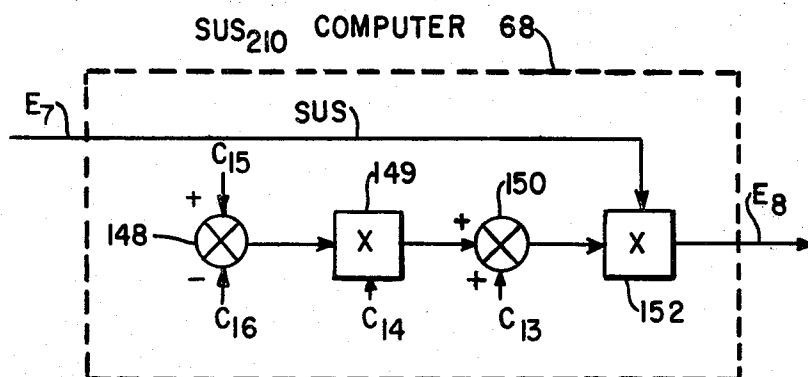 SUS₂₁₀ COMPUTER 68
E₇
SUS
C₁₅
149
150
E₈
+
+
148
X
X
−
+
152
C₁₆
C₁₄
C₁₃